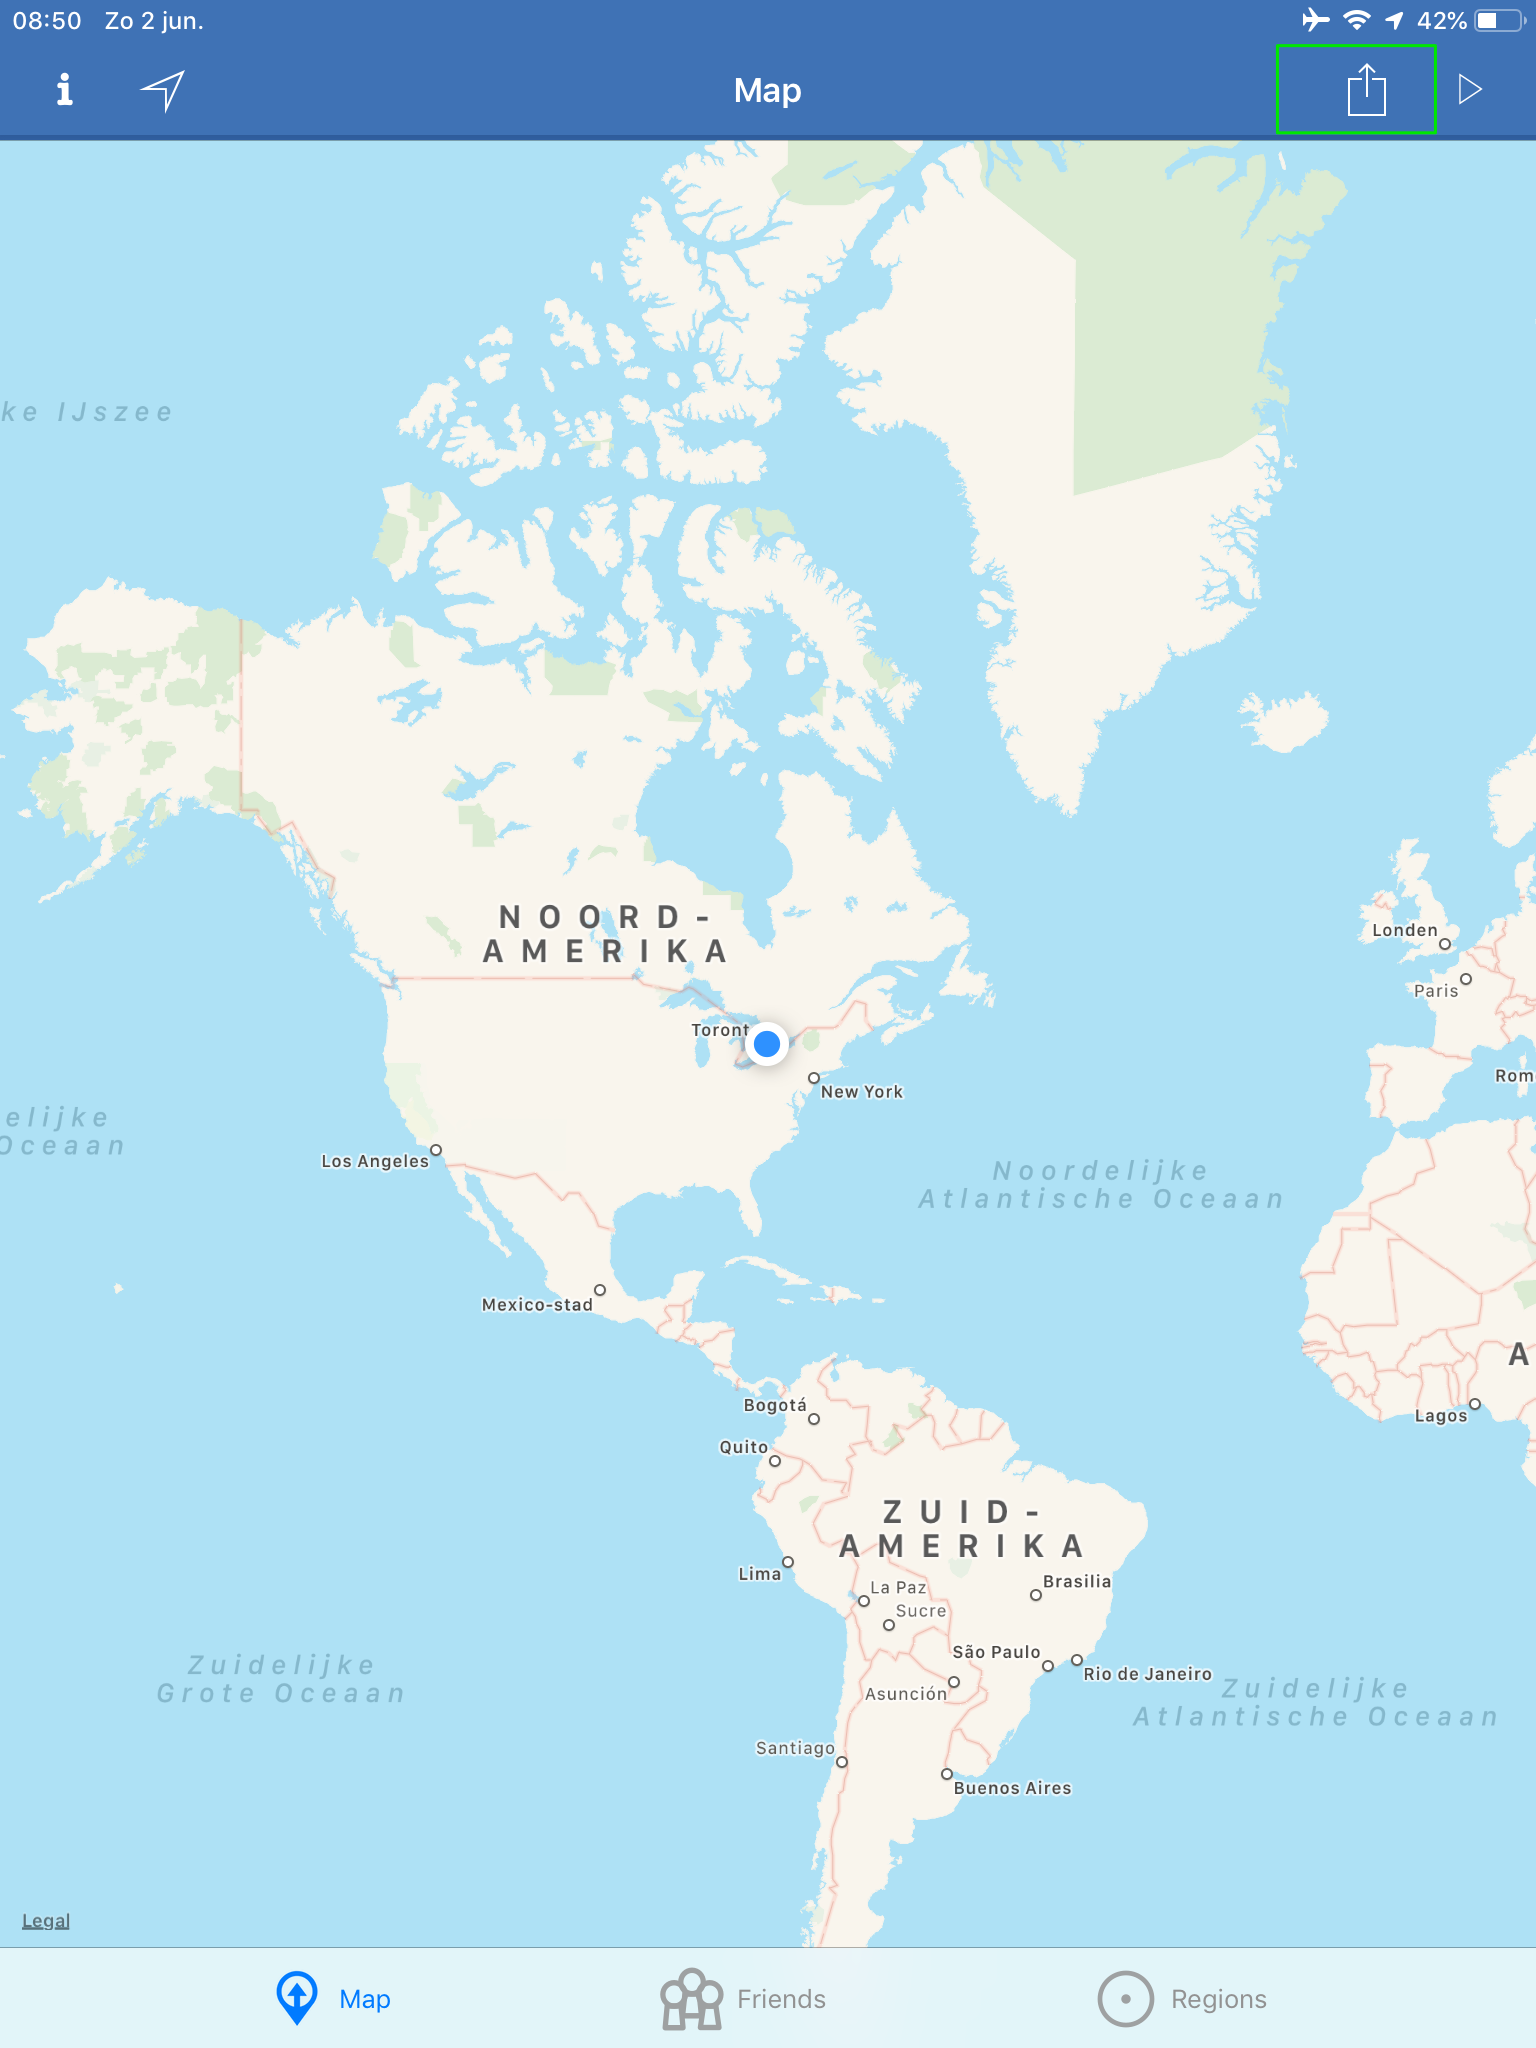 08:50 Zo 2 jun. 42%
Map
ke IJszee
NOORD-
AMERIKA
Londen
Paris
Toront
New York
Rom
elijke
Oceaan
Los Angeles
Noordelijke
Atlantische Oceaan
Mexico-stad
A
Bogotá
Lagos
Quito
ZUID-
AMERIKA
Lima
La Paz
Brasilia
Sucre
São Paulo
Rio de Janeiro
Asunción
Zuidelijke
Grote Oceaan
Zuidelijke
Atlantische Oceaan
Santiago
Buenos Aires
Legal
Map Friends Regions